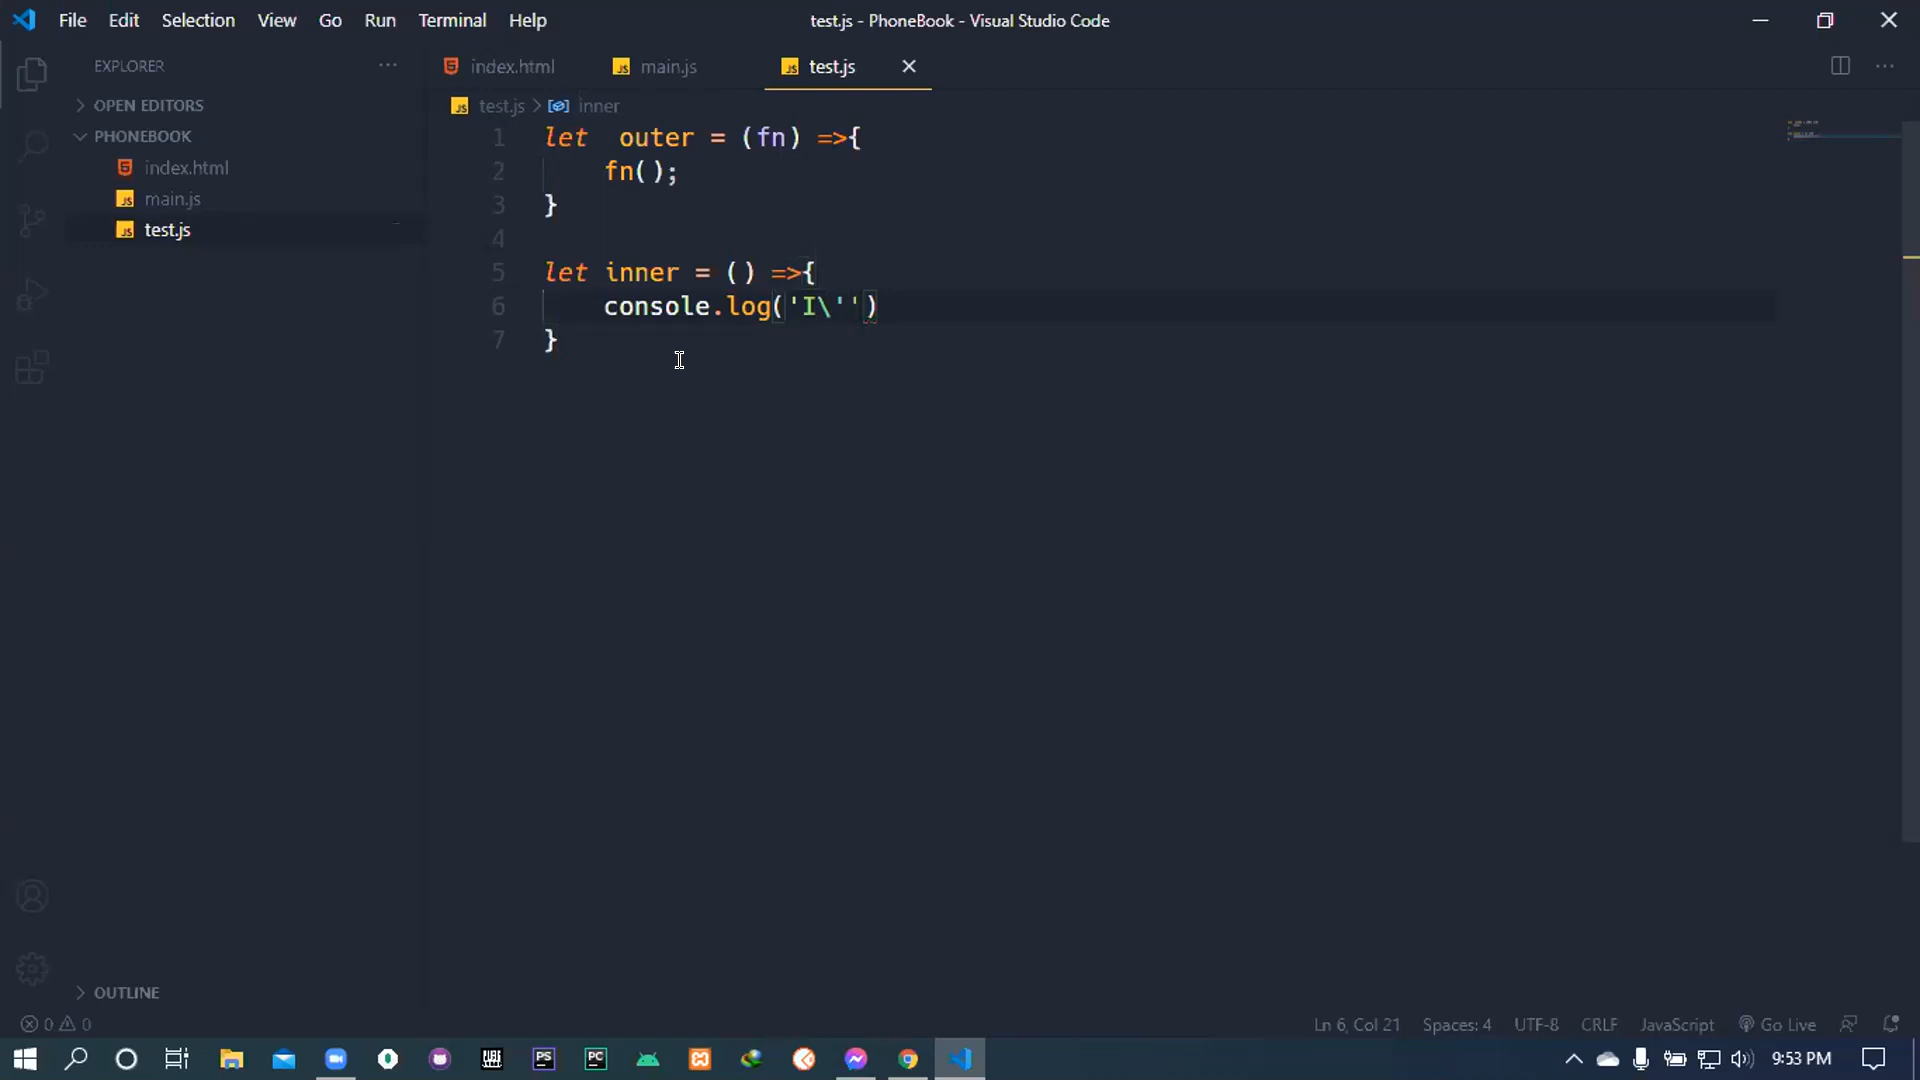 File Edit Selection View Go Run Terminal Help
test.js - PhoneBook - Visual Studio Code
EXPLORER
index.html
main.js
test.js
OPEN EDITORS
test.js > inner
PHONEBOOK
index.html
main.js
test.js
1 let  outer = (fn) =>{
2 fn();
3 }
4
5 let inner = () =>{
6 console.log('I\'')
7 }
OUTLINE
0 0
Ln 6, Col 21 Spaces: 4 UTF-8 CRLF JavaScript Go Live
PS PC
9:53 PM